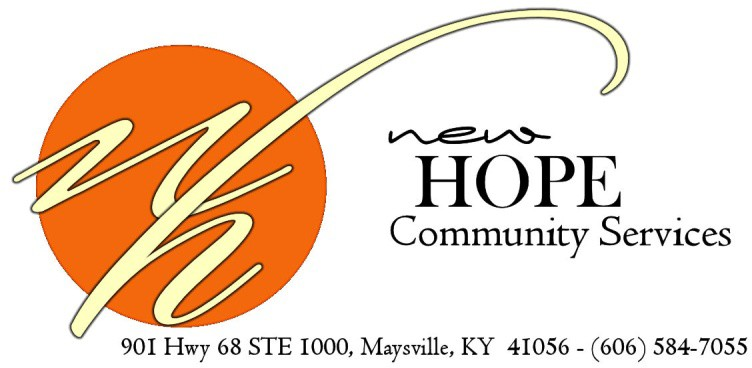 new
HOPE
Community Services
901 Hwy 68 STE 1000, Maysville, KY 41056 - (606) 584-7055